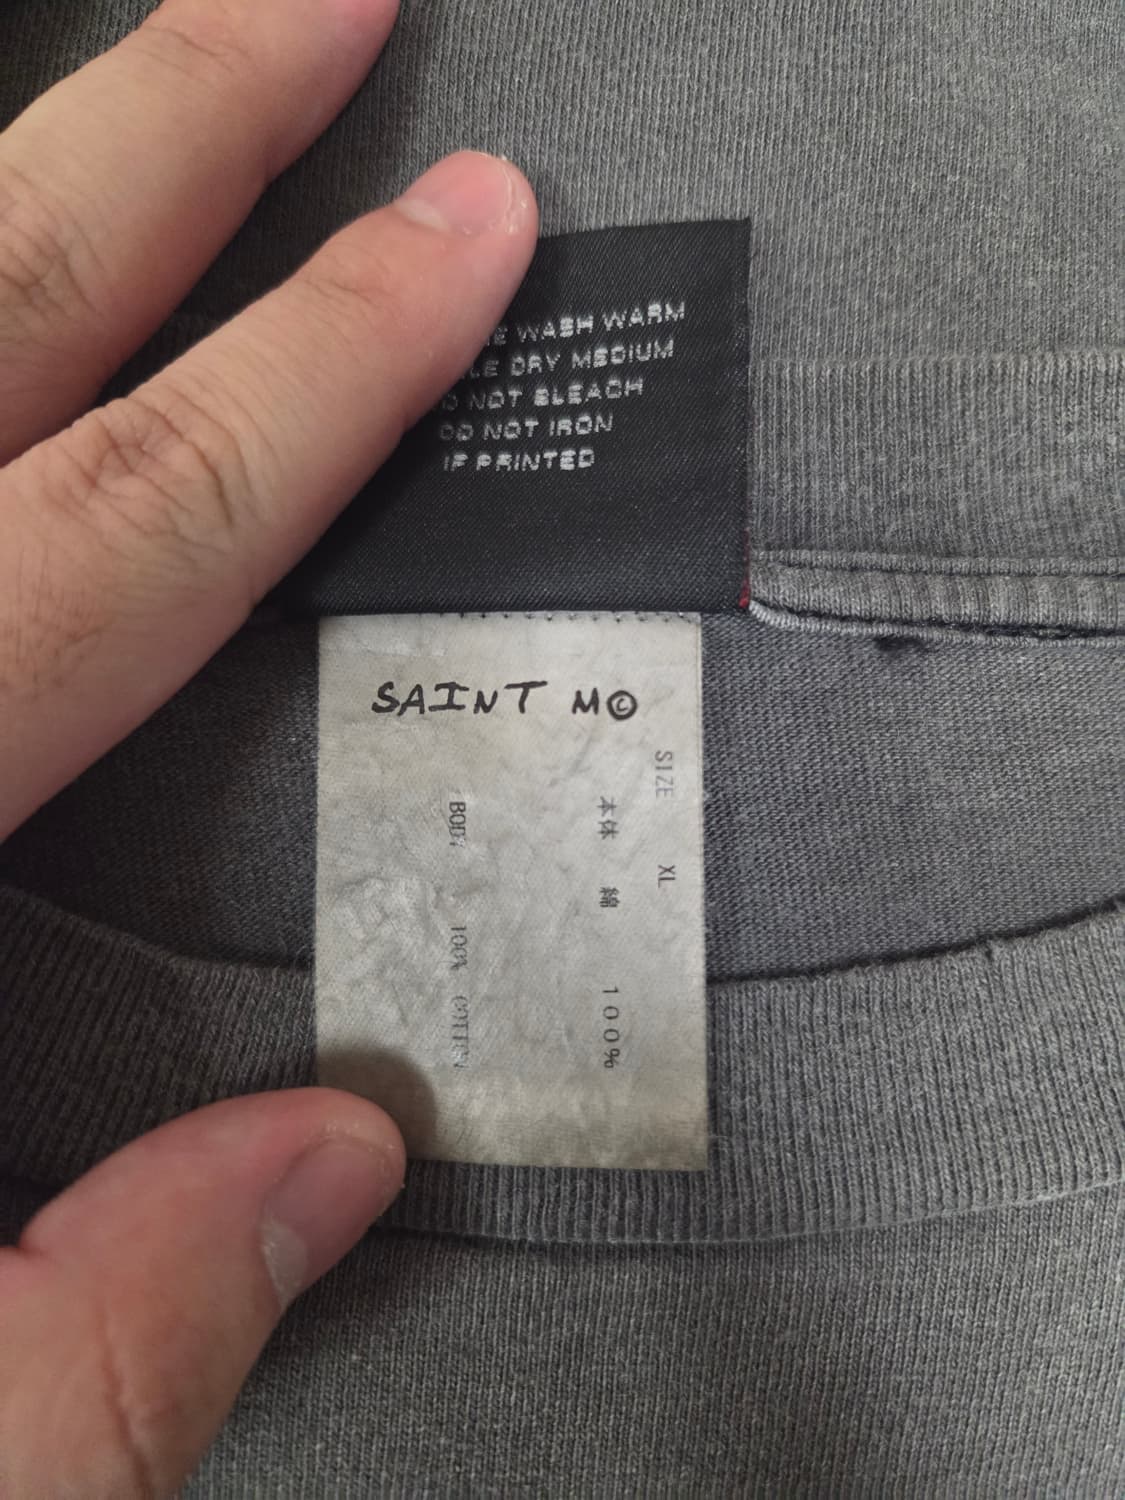 WASH WARM
DRY MEDIUM
NOT BLEACH
DO NOT IRON
IF PRINTED
SAINT M©
SIZE XL
本体 綿 100%
BODY 100% COTTON